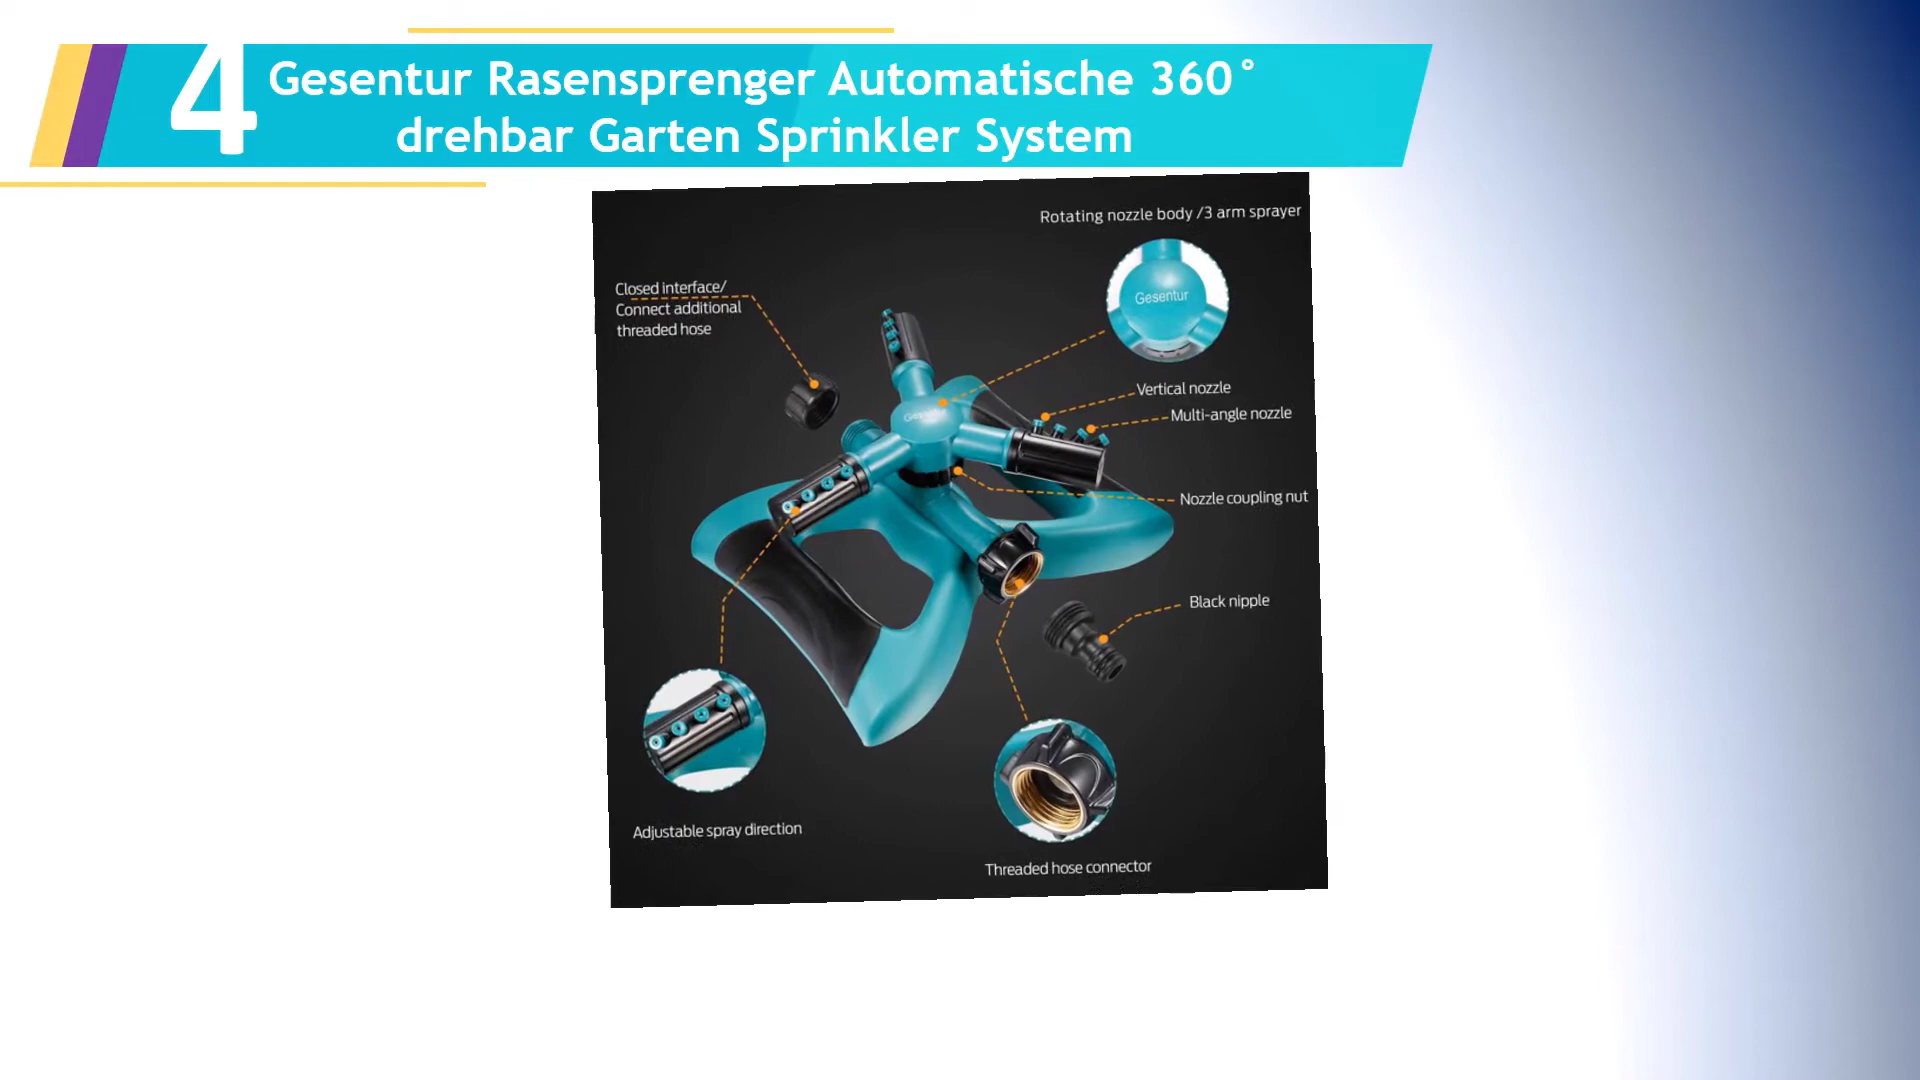 4
Gesentur Rasensprenger Automatische 360°
drehbar Garten Sprinkler System
Rotating nozzle body /3 arm sprayer
Closed interface/
Connect additional
threaded hose
Gesentur
Vertical nozzle
Multi-angle nozzle
Nozzle coupling nut
Black nipple
Adjustable spray direction
Threaded hose connector